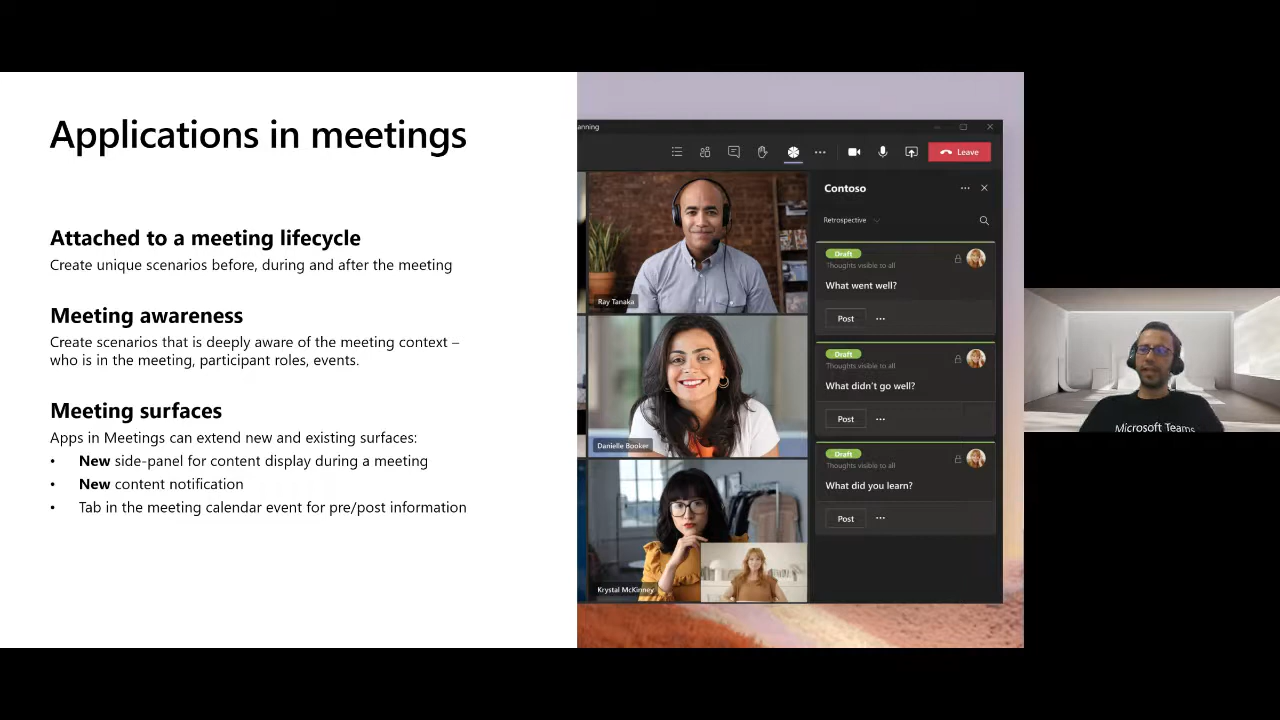 Applications in meetings
Attached to a meeting lifecycle
Create unique scenarios before, during and after the meeting
Meeting awareness
Create scenarios that is deeply aware of the meeting context –
who is in the meeting, participant roles, events.
Meeting surfaces
Apps in Meetings can extend new and existing surfaces:
• New side-panel for content display during a meeting
• New content notification
• Tab in the meeting calendar event for pre/post information
anning
Leave
Contoso
Retrospective
Draft
Thoughts visible to all
What went well?
Post
Draft
Thoughts visible to all
What didn't go well?
Post
Draft
Thoughts visible to all
What did you learn?
Post
Ray Tanaka
Danielle Booker
Krystal McKinney
Microsoft Teams